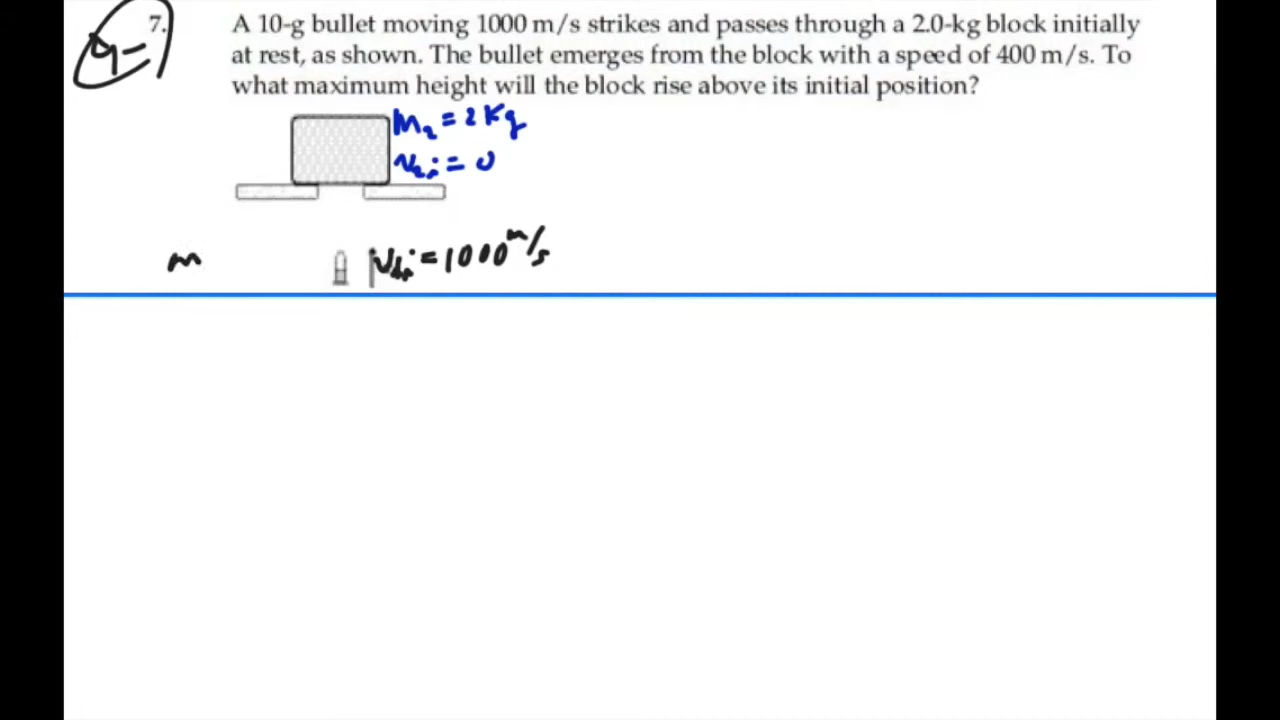 7. A 10-g bullet moving 1000 m/s strikes and passes through a 2.0-kg block initially
at rest, as shown. The bullet emerges from the block with a speed of 400 m/s. To
what maximum height will the block rise above its initial position?
m₂ = 2 kg
v₂ᵢ = 0
m
v₁ᵢ = 1000 m/s